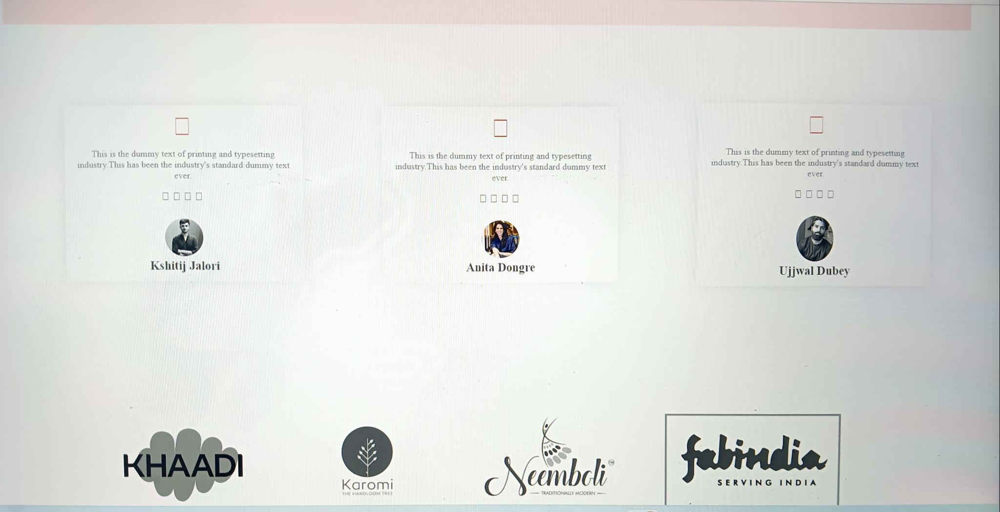 This is the dummy text of printing and typesetting
industry.This has been the industry's standard dummy text
ever.
Kshitij Jalori
This is the dummy text of printing and typesetting
industry.This has been the industry's standard dummy text
ever.
Anita Dongre
This is the dummy text of printing and typesetting
industry.This has been the industry's standard dummy text
ever.
Ujjwal Dubey
KHAADI
Karomi
THE HANDLOOM TREE
Neemboli
TRADITIONALLY MODERN
fabindia
SERVING INDIA